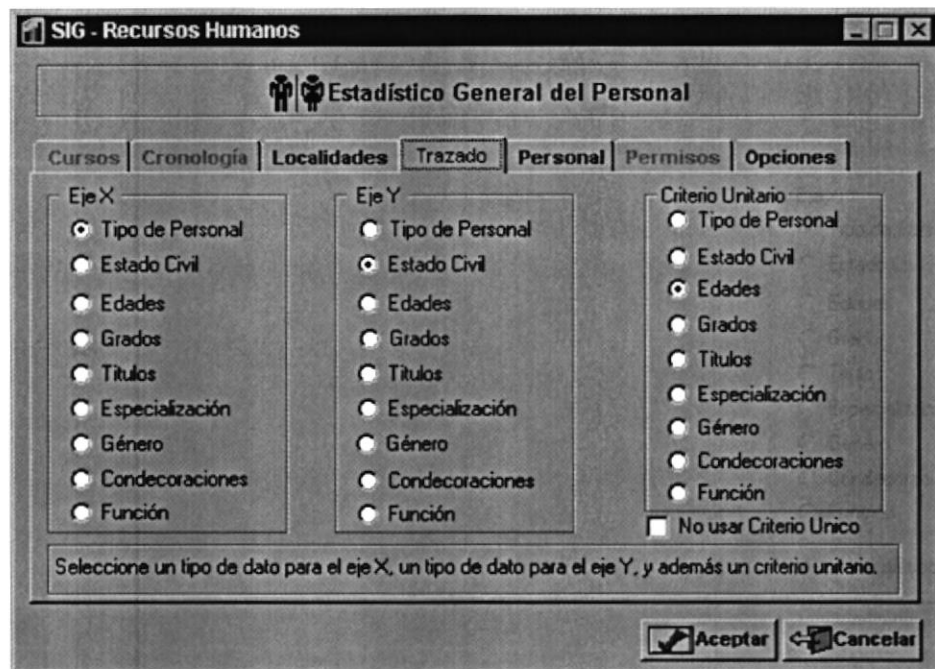 SIG - Recursos Humanos
Estadístico General del Personal
Cursos Cronología Localidades Trazado Personal Permisos Opciones
Eje X
Tipo de Personal
Estado Civil
Edades
Grados
Títulos
Especialización
Género
Condecoraciones
Función
Eje Y
Tipo de Personal
Estado Civil
Edades
Grados
Títulos
Especialización
Género
Condecoraciones
Función
Criterio Unitario
Tipo de Personal
Estado Civil
Edades
Grados
Títulos
Especialización
Género
Condecoraciones
Función
No usar Criterio Unico
Seleccione un tipo de dato para el eje X, un tipo de dato para el eje Y, y además un criterio unitario.
Aceptar Cancelar